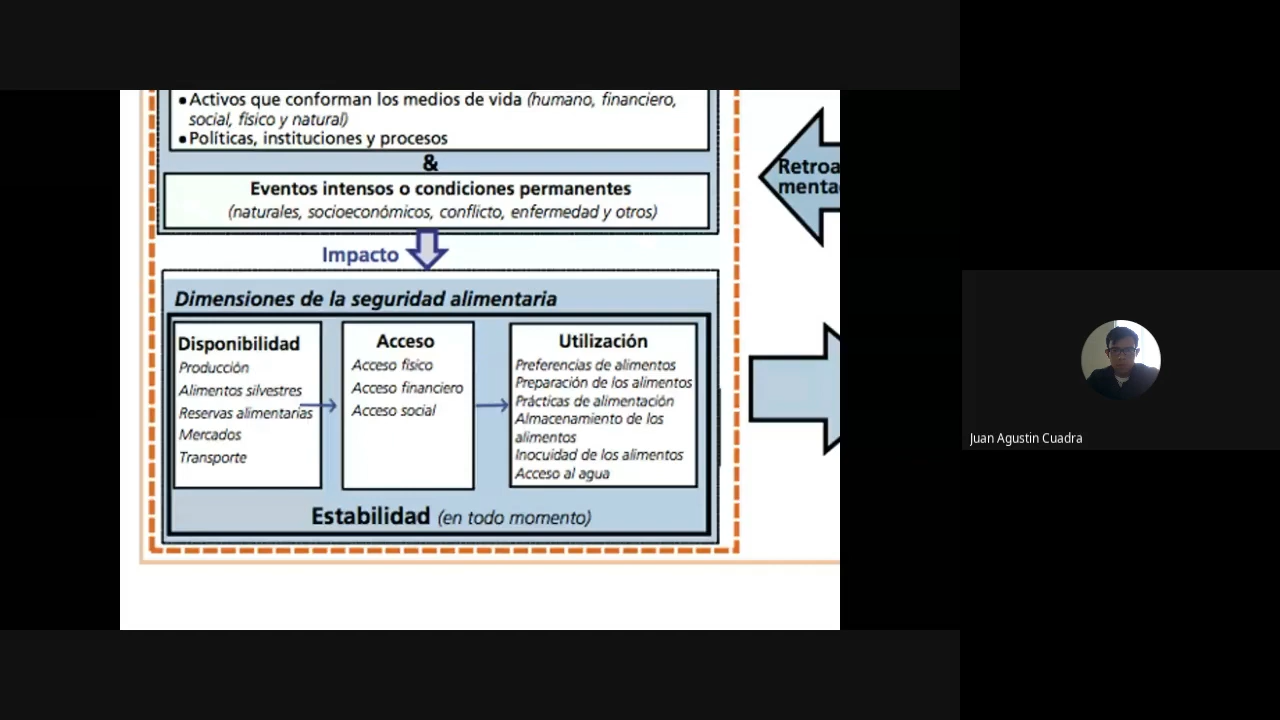 • Activos que conforman los medios de vida (humano, financiero,
social, físico y natural)
• Políticas, instituciones y procesos
&
Eventos intensos o condiciones permanentes
(naturales, socioeconómicos, conflicto, enfermedad y otros)
Impacto
Dimensiones de la seguridad alimentaria
Disponibilidad
Producción
Alimentos silvestres
Reservas alimentarias
Mercados
Transporte
Acceso
Acceso físico
Acceso financiero
Acceso social
Utilización
Preferencias de alimentos
Preparación de los alimentos
Prácticas de alimentación
Almacenamiento de los
alimentos
Inocuidad de los alimentos
Acceso al agua
Estabilidad (en todo momento)
Retroa
menta
Juan Agustin Cuadra